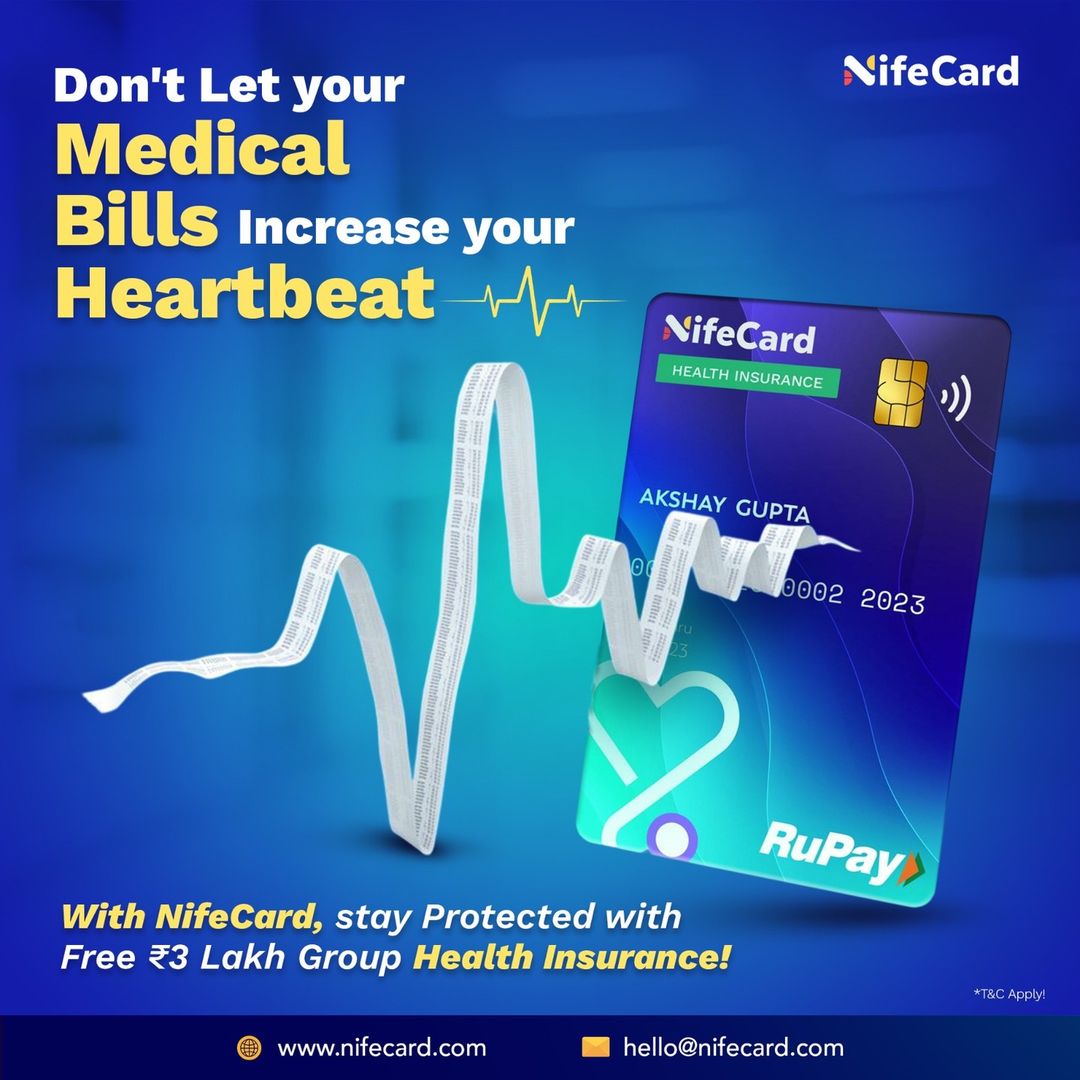 Don't Let your
Medical
Bills Increase your
Heartbeat
NifeCard
NifeCard
HEALTH INSURANCE
AKSHAY GUPTA
0002 2023
RuPay
With NifeCard, stay Protected with
Free ₹3 Lakh Group Health Insurance!
*T&C Apply!
www.nifecard.com
hello@nifecard.com